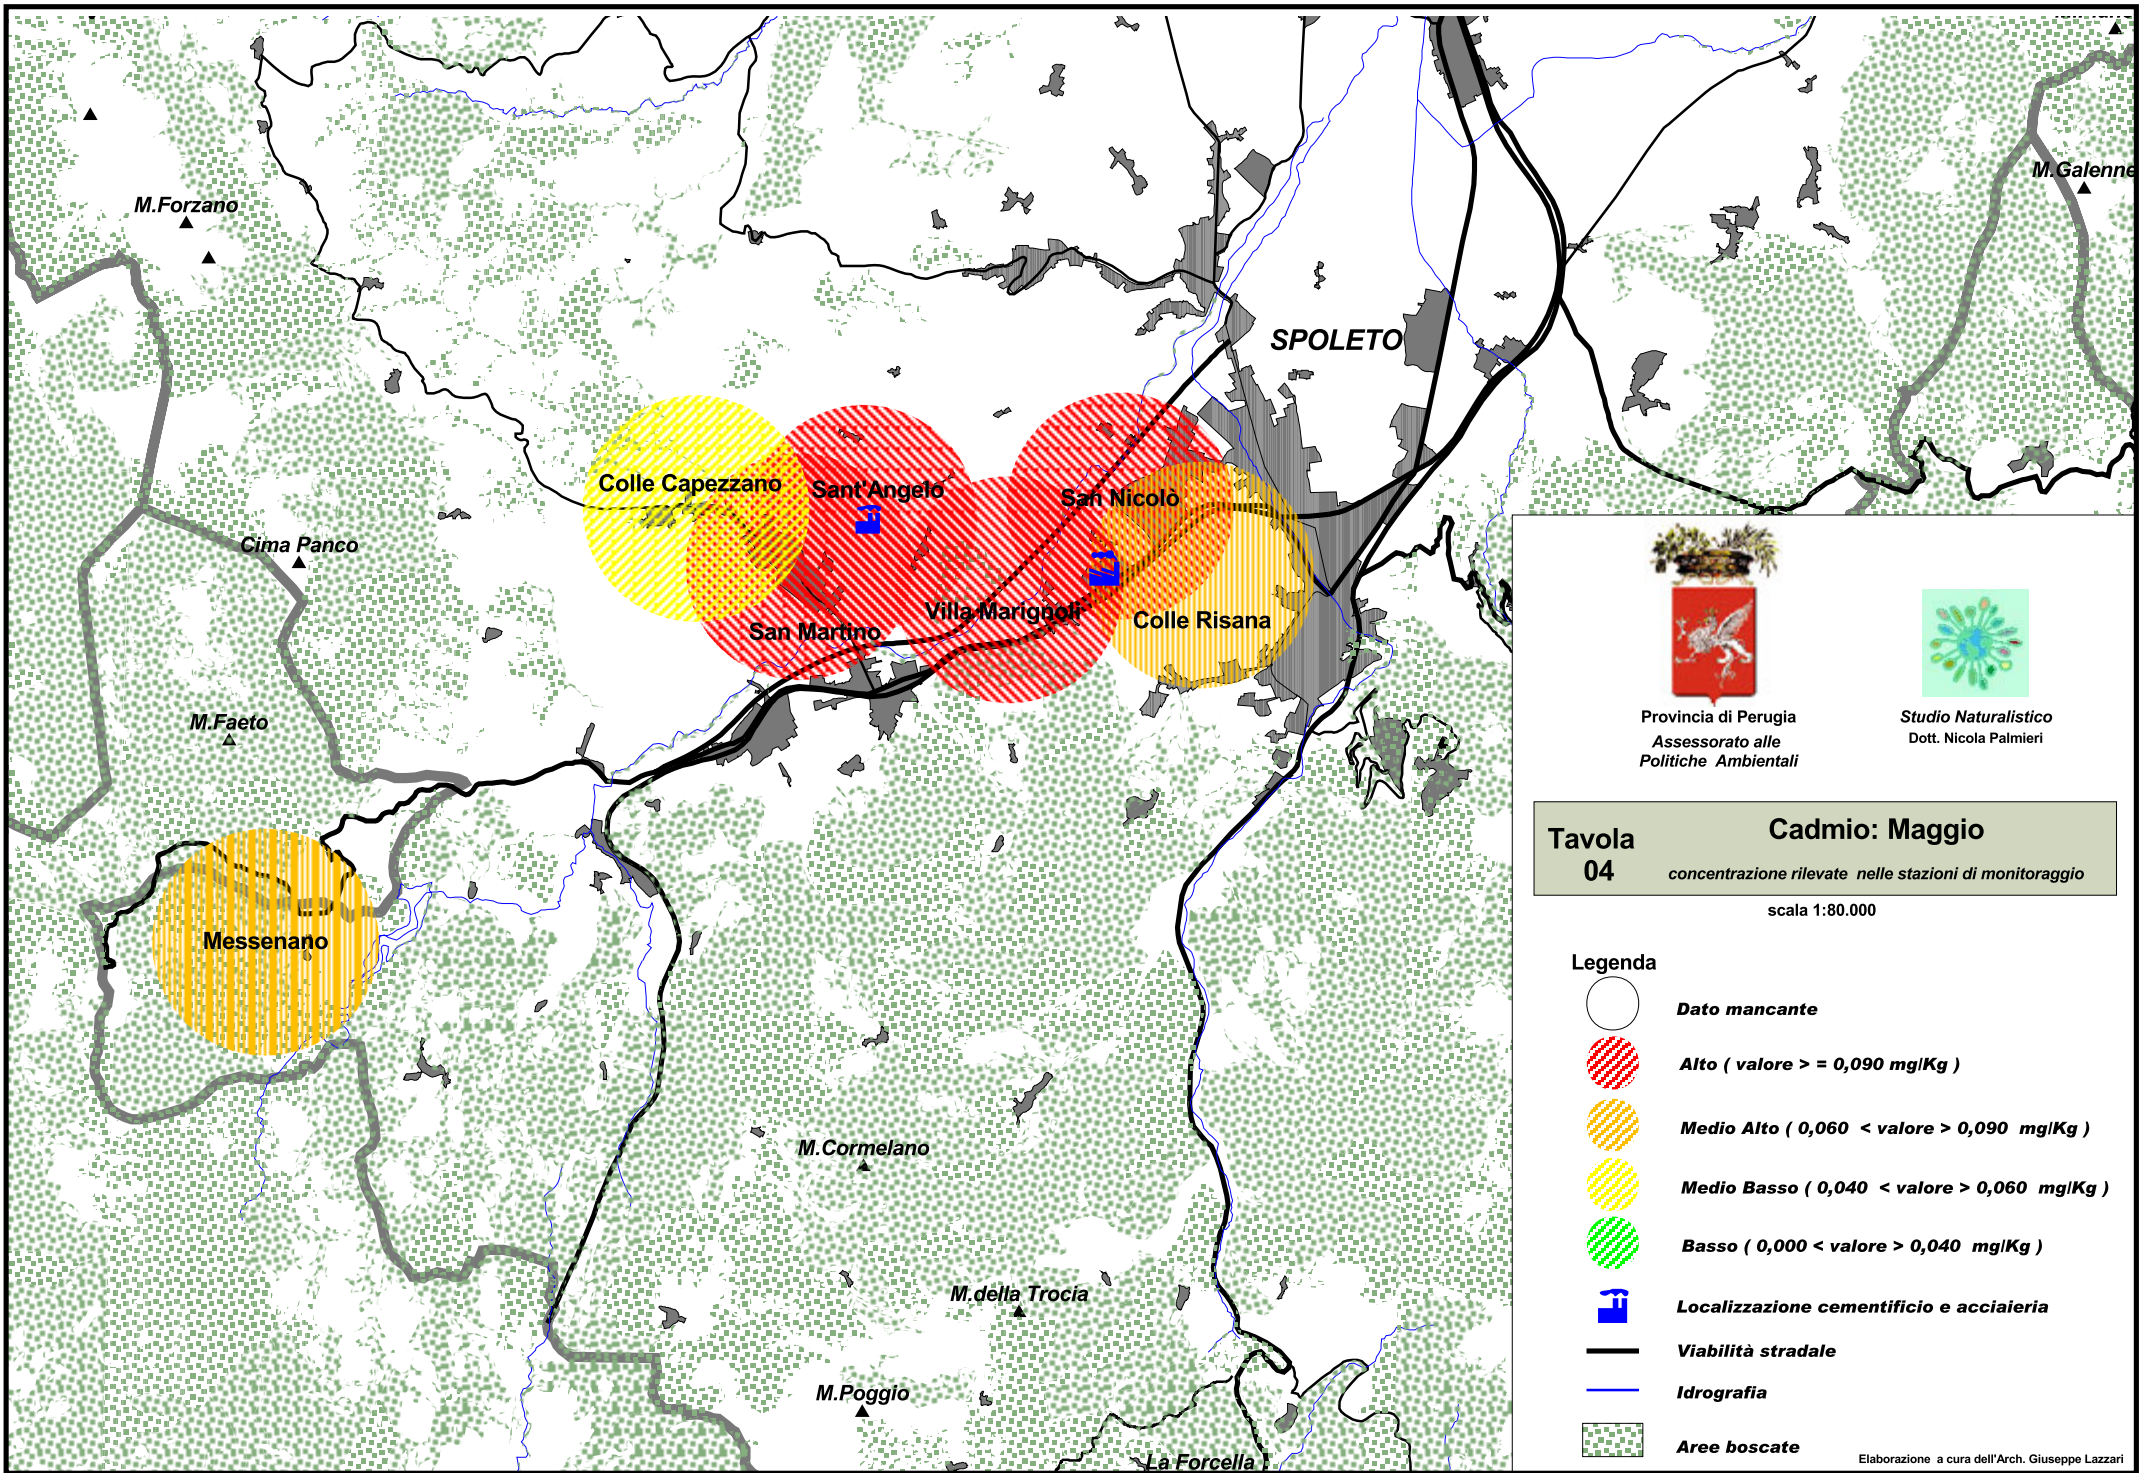 M.Forzano
M.Galenne
SPOLETO
Colle Capezzano
Sant'Angelo
San Nicolò
Cima Panco
Villa Marignoli
Colle Risana
San Martino
M.Faeto
Messenano
M.Cormelano
M.della Trocia
M.Poggio
La Forcella
Provincia di Perugia
Assessorato alle
Politiche Ambientali
Studio Naturalistico
Dott. Nicola Palmieri
Tavola
04
Cadmio: Maggio
concentrazione rilevate nelle stazioni di monitoraggio
scala 1:80.000
Legenda
Dato mancante
Alto ( valore > = 0,090 mg/Kg )
Medio Alto ( 0,060 < valore > 0,090 mg/Kg )
Medio Basso ( 0,040 < valore > 0,060 mg/Kg )
Basso ( 0,000 < valore > 0,040 mg/Kg )
Localizzazione cementificio e acciaieria
Viabilità stradale
Idrografia
Aree boscate
Elaborazione a cura dell'Arch. Giuseppe Lazzari